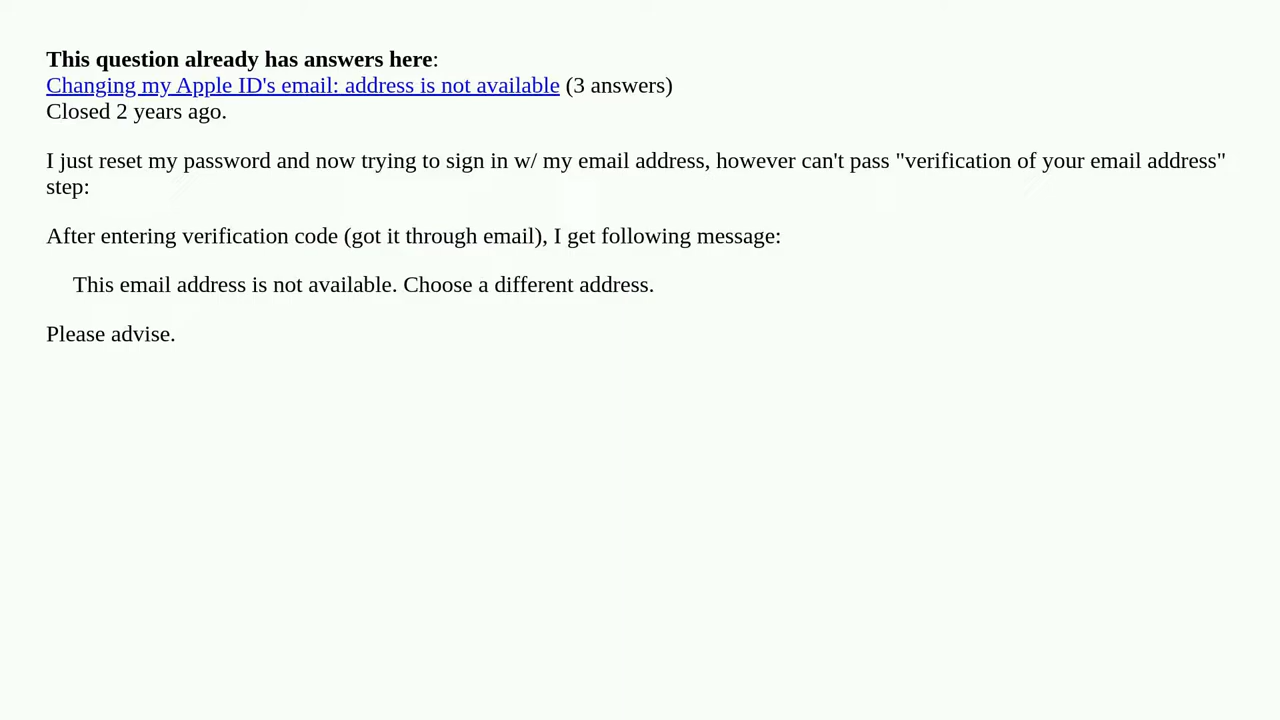 This question already has answers here:
Changing my Apple ID's email: address is not available (3 answers)
Closed 2 years ago.
I just reset my password and now trying to sign in w/ my email address, however can't pass "verification of your email address"
step:
After entering verification code (got it through email), I get following message:
This email address is not available. Choose a different address.
Please advise.